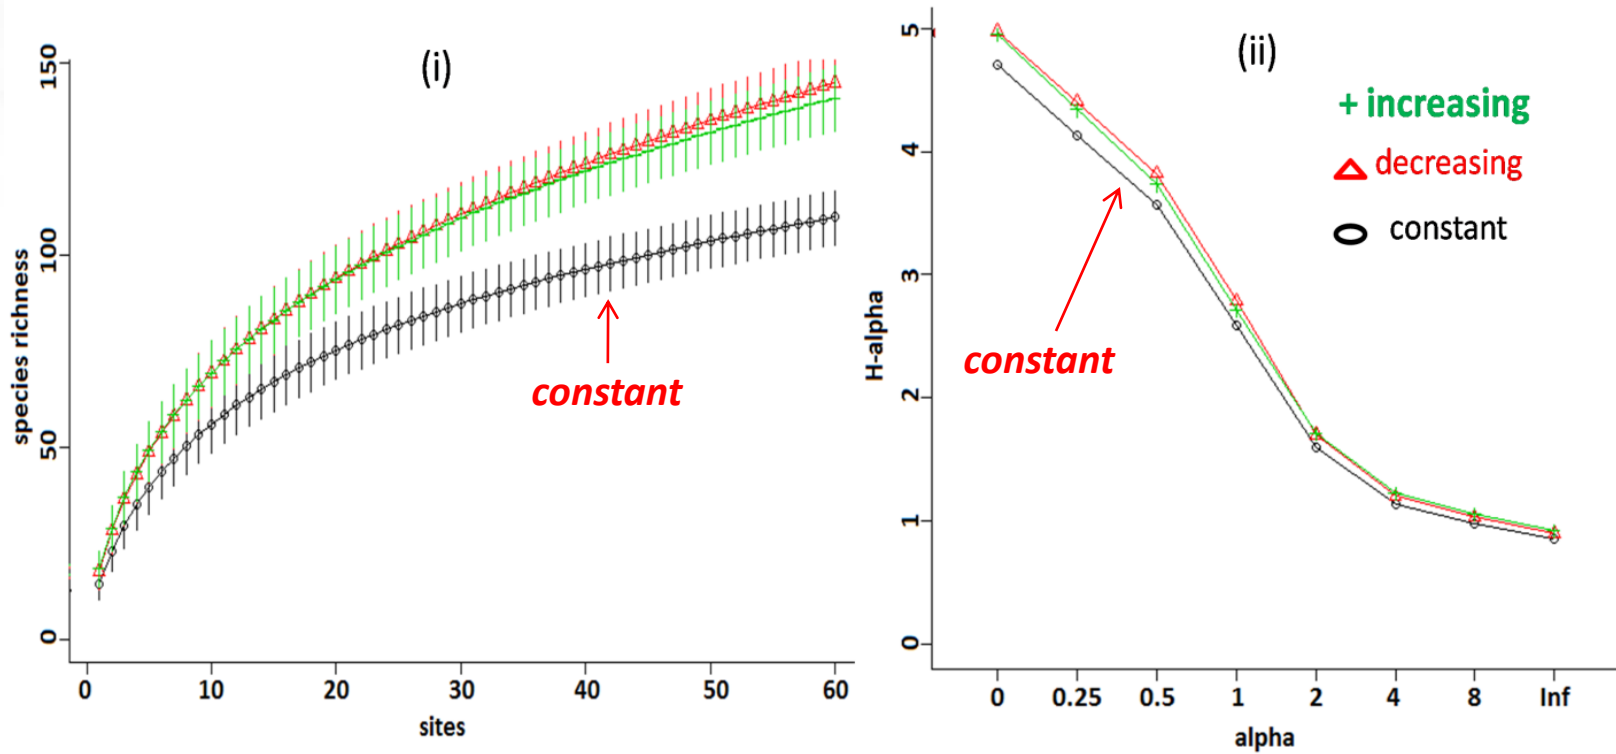 (i)
150
100
50
0
species richness
0 10 20 30 40 50 60
sites
constant
(ii)
5
4
3
2
1
0
H-alpha
0 0.25 0.5 1 2 4 8 Inf
alpha
constant
+ increasing
decreasing
constant